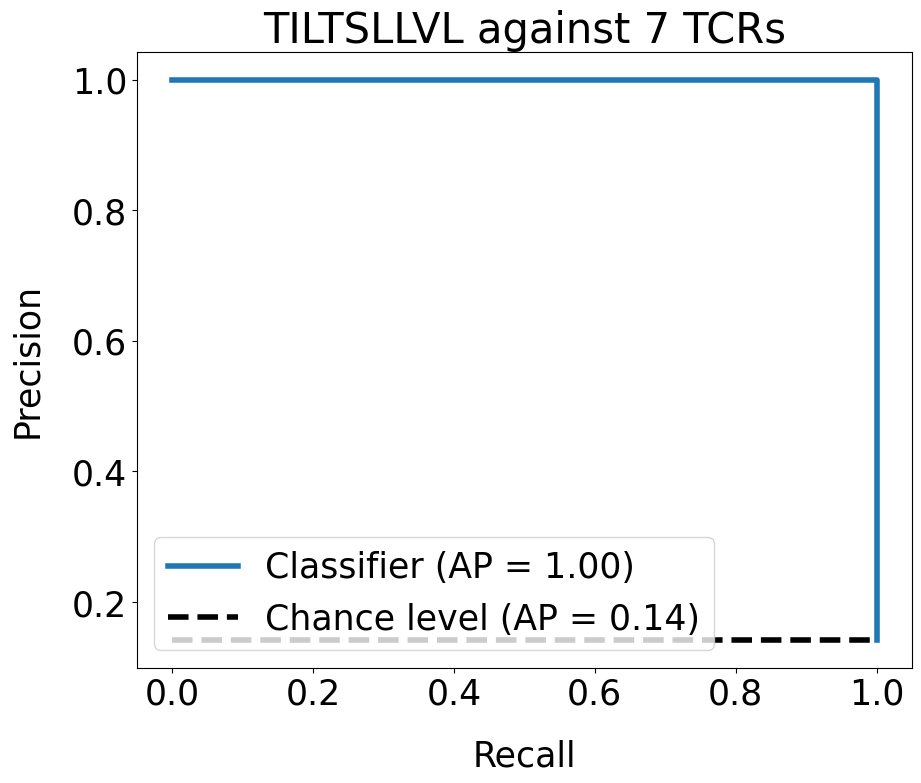 TILTSLLVL against 7 TCRs
1.0
0.8
0.6
0.4
0.2
Precision
Classifier (AP = 1.00)
Chance level (AP = 0.14)
0.0 0.2 0.4 0.6 0.8 1.0
Recall